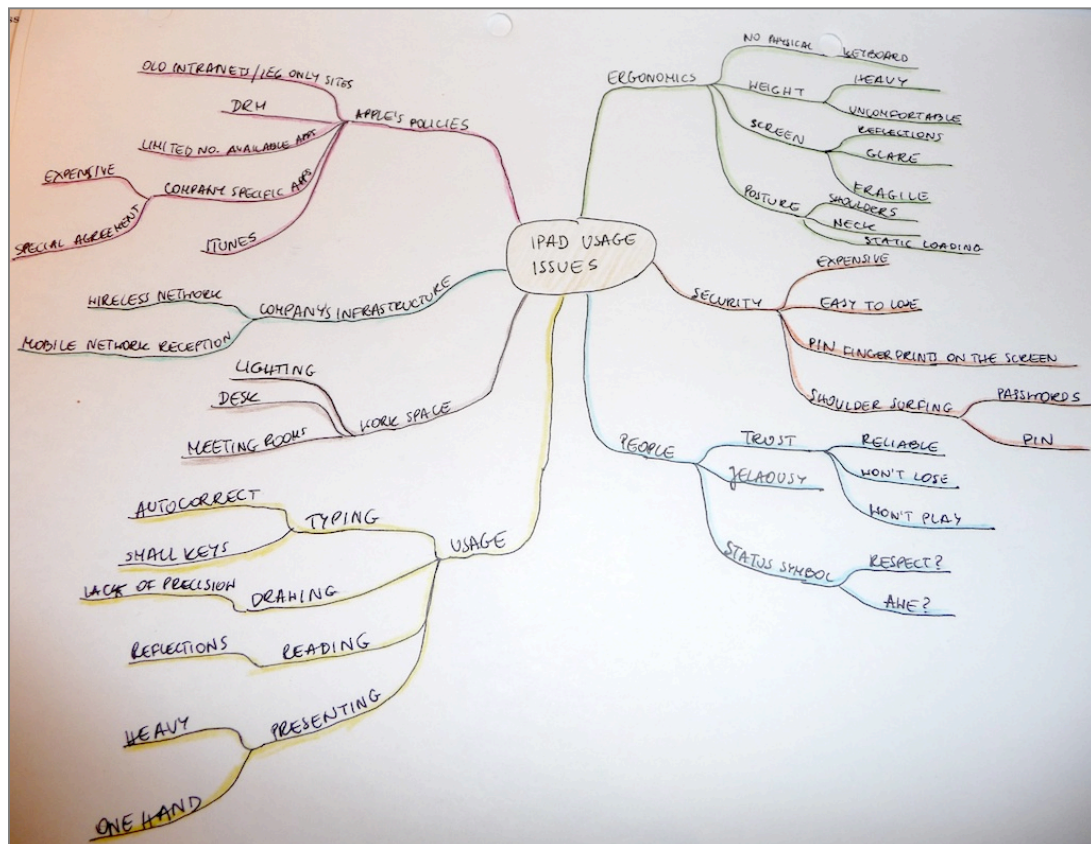 IPAD USAGE
ISSUES
ERGONOMICS
NO PHYSICAL KEYBOARD
WEIGHT
HEAVY
UNCOMFORTABLE
SCREEN
REFLECTIONS
GLARE
FRAGILE
POSTURE
SHOULDERS
NECK
STATIC LOADING
SECURITY
EXPENSIVE
EASY TO LOSE
PIN FINGERPRINTS ON THE SCREEN
SHOULDER SURFING
PASSWORDS
PIN
PEOPLE
TRUST
RELIABLE
WON'T LOSE
WON'T PLAY
JELAOUSY
STATUS SYMBOL
RESPECT?
AWE?
USAGE
TYPING
AUTOCORRECT
SMALL KEYS
DRAWING
LACK OF PRECISION
READING
REFLECTIONS
PRESENTING
HEAVY
ONE HAND
WORK SPACE
LIGHTING
DESK
MEETING ROOMS
COMPANY'S INFRASTRUCTURE
WIRELESS NETWORK
MOBILE NETWORK RECEPTION
APPLE'S POLICIES
OLD INTRANETS/IE6 ONLY SITES
DRM
LIMITED NO. AVAILABLE APPS
COMPANY SPECIFIC APPS
EXPENSIVE
SPECIAL AGREEMENT
ITUNES